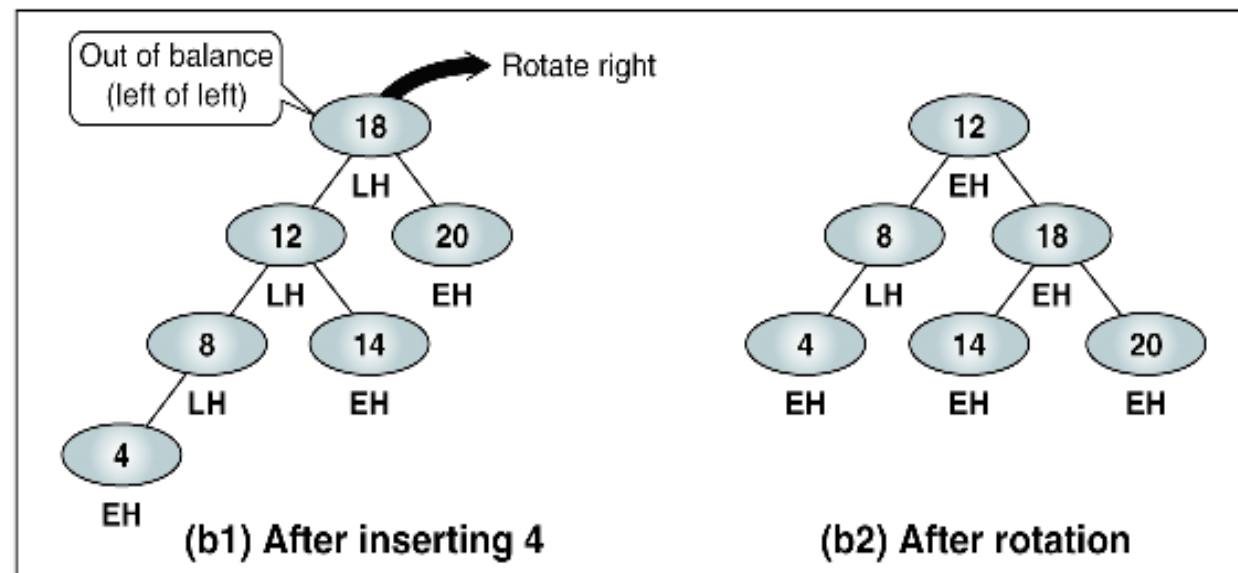 Out of balance
(left of left)
Rotate right
18
LH
12
20
LH
EH
8
14
LH
EH
4
EH
(b1) After inserting 4
12
EH
8
18
LH
EH
4
14
20
EH
EH
EH
(b2) After rotation